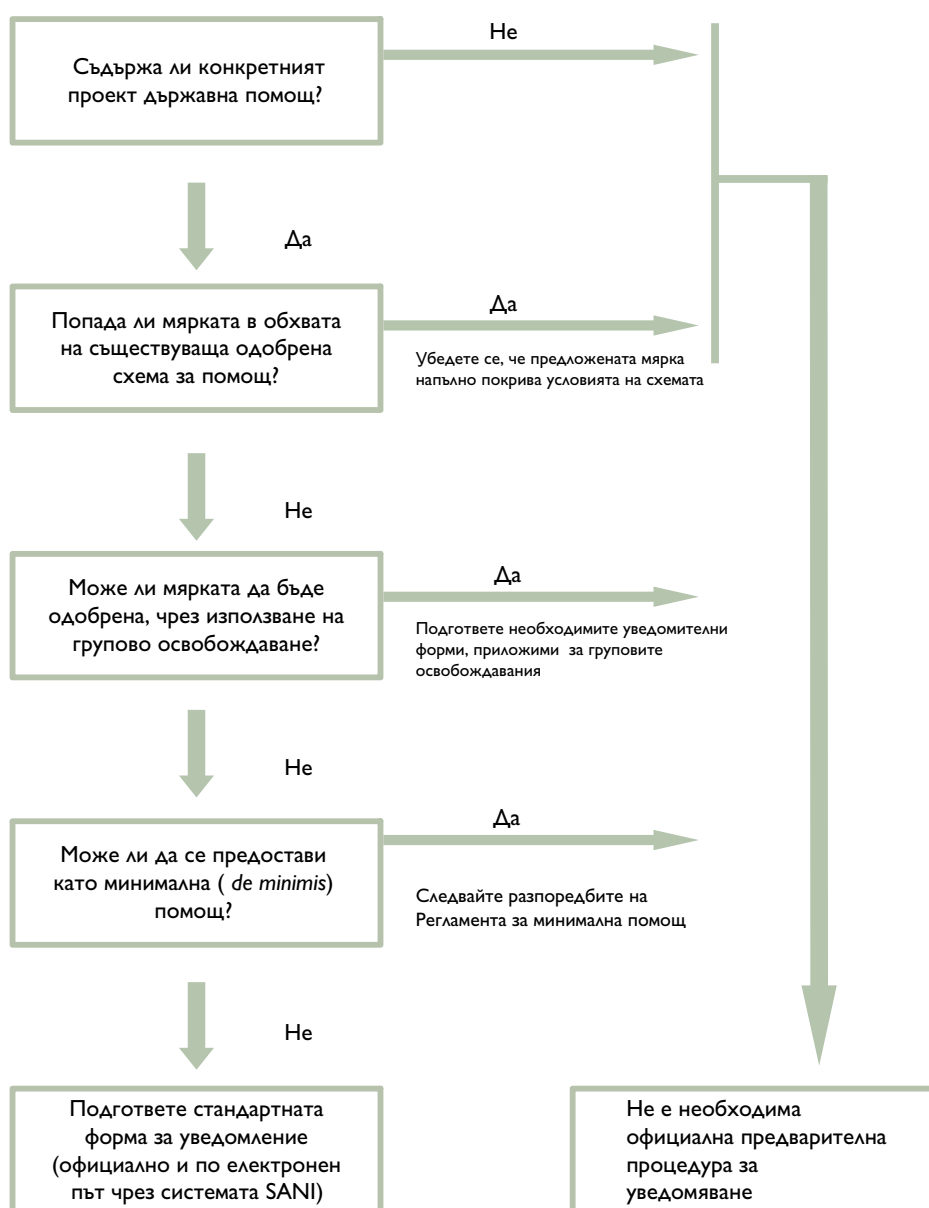 Съдържа ли конкретният
проект държавна помощ?
Не
Да
Попада ли мярката в обхвата
на съществуваща одобрена
схема за помощ?
Да
Убедете се, че предложената мярка
напълно покрива условията на схемата
Не
Може ли мярката да бъде
одобрена, чрез използване на
групово освобождаване?
Да
Подгответе необходимите уведомителни
форми, приложими за груповите
освобождавания
Не
Може ли да се предостави
като минимална ( de minimis)
помощ?
Да
Следвайте разпоредбите на
Регламента за минимална помощ
Не
Подгответе стандартната
форма за уведомление
(официално и по електронен
път чрез системата SANI)
Не е необходима
официална предварителна
процедура за
уведомяване